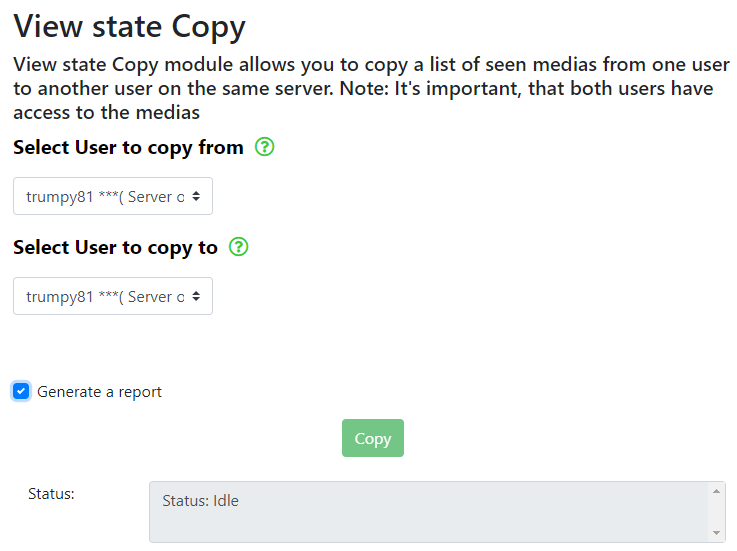 View state Copy
View state Copy module allows you to copy a list of seen medias from one user
to another user on the same server. Note: It's important, that both users have
access to the medias
Select User to copy from ?
trumpy81 ***( Server o
Select User to copy to ?
trumpy81 ***( Server o
Generate a report
Copy
Status:
Status: Idle